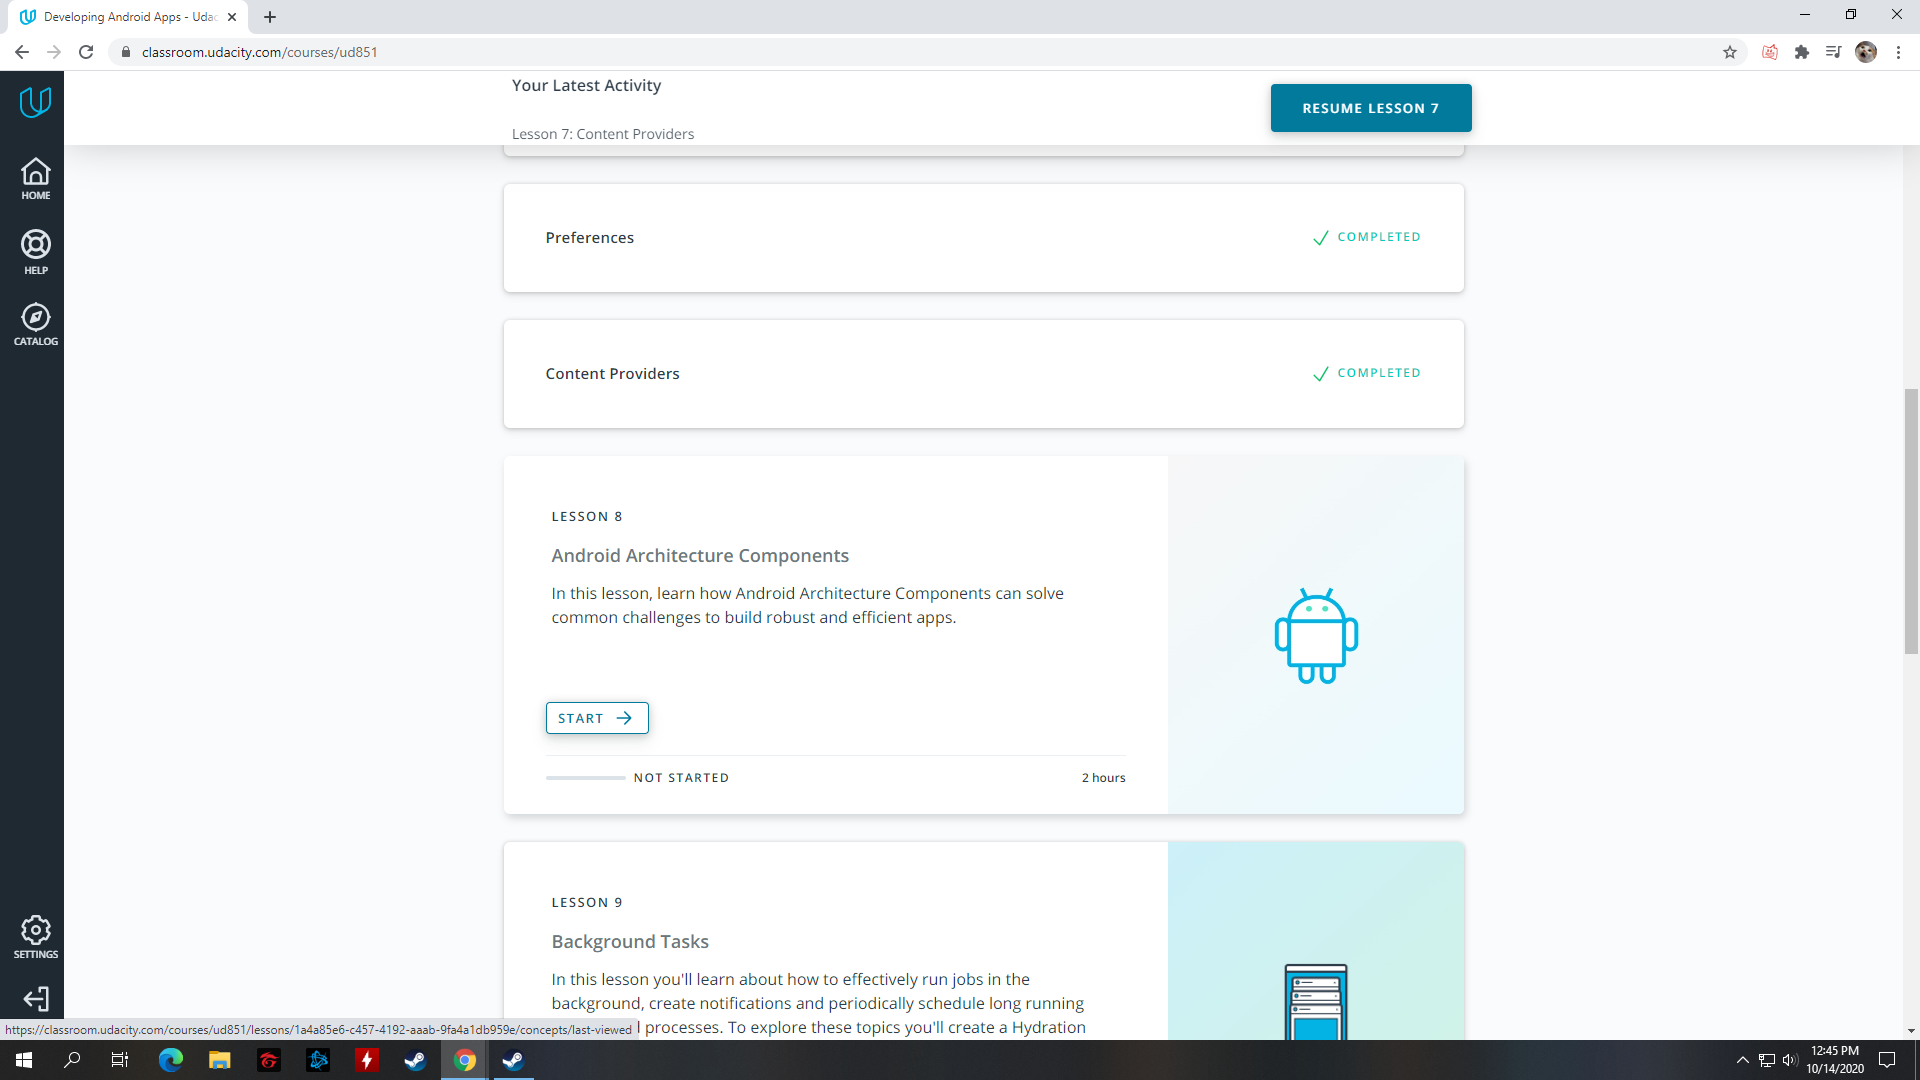 Developing Android Apps - Udac
classroom.udacity.com/courses/ud851
Your Latest Activity
RESUME LESSON 7
Lesson 7: Content Providers
HOME
HELP
CATALOG
Preferences
COMPLETED
Content Providers
COMPLETED
LESSON 8
Android Architecture Components
In this lesson, learn how Android Architecture Components can solve
common challenges to build robust and efficient apps.
START
NOT STARTED
2 hours
LESSON 9
Background Tasks
In this lesson you'll learn about how to effectively run jobs in the
background, create notifications and periodically schedule long running
processes. To explore these topics you'll create a Hydration
SETTINGS
https://classroom.udacity.com/courses/ud851/lessons/1a4a85e6-c457-4192-aaab-9fa4a1db959e/concepts/last-viewed
12:45 PM
10/14/2020